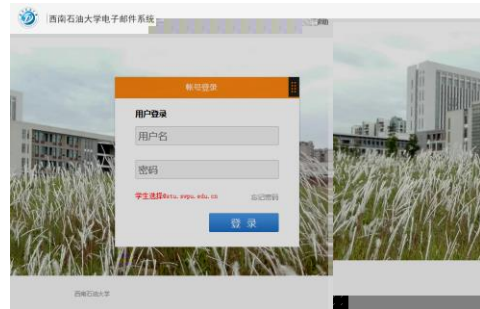 西南石油大学电子邮件系统
帐号登录
用户登录
用户名
密码
学生选择@stu.swpu.edu.cn
忘记密码
登 录
西南石油大学